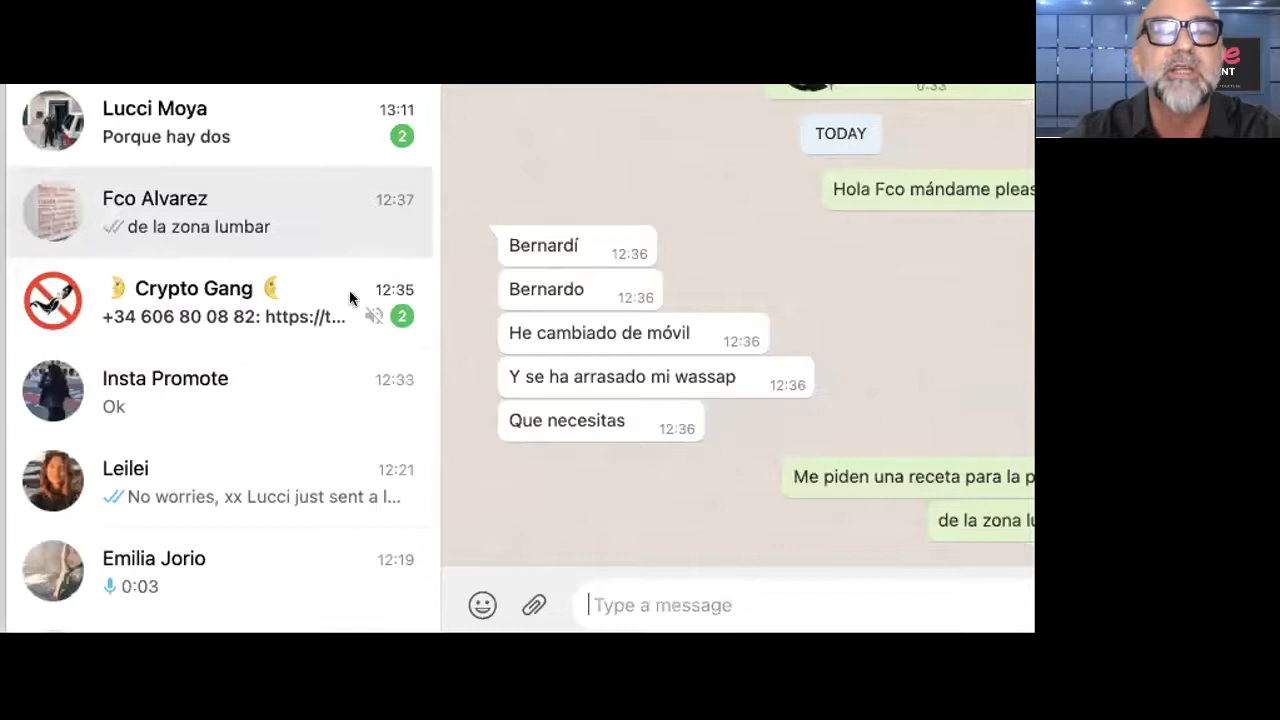 Lucci Moya
13:11
Porque hay dos
2
Fco Alvarez
12:37
de la zona lumbar
Crypto Gang
12:35
+34 606 80 08 82: https://t...
2
Insta Promote
12:33
Ok
Leilei
12:21
No worries, xx Lucci just sent a l...
Emilia Jorio
12:19
0:03
0:33
TODAY
Hola Fco mándame pleas
Bernardí
12:36
Bernardo
12:36
He cambiado de móvil
12:36
Y se ha arrasado mi wassap
12:36
Que necesitas
12:36
Me piden una receta para la p
de la zona lu
Type a message
e
NT